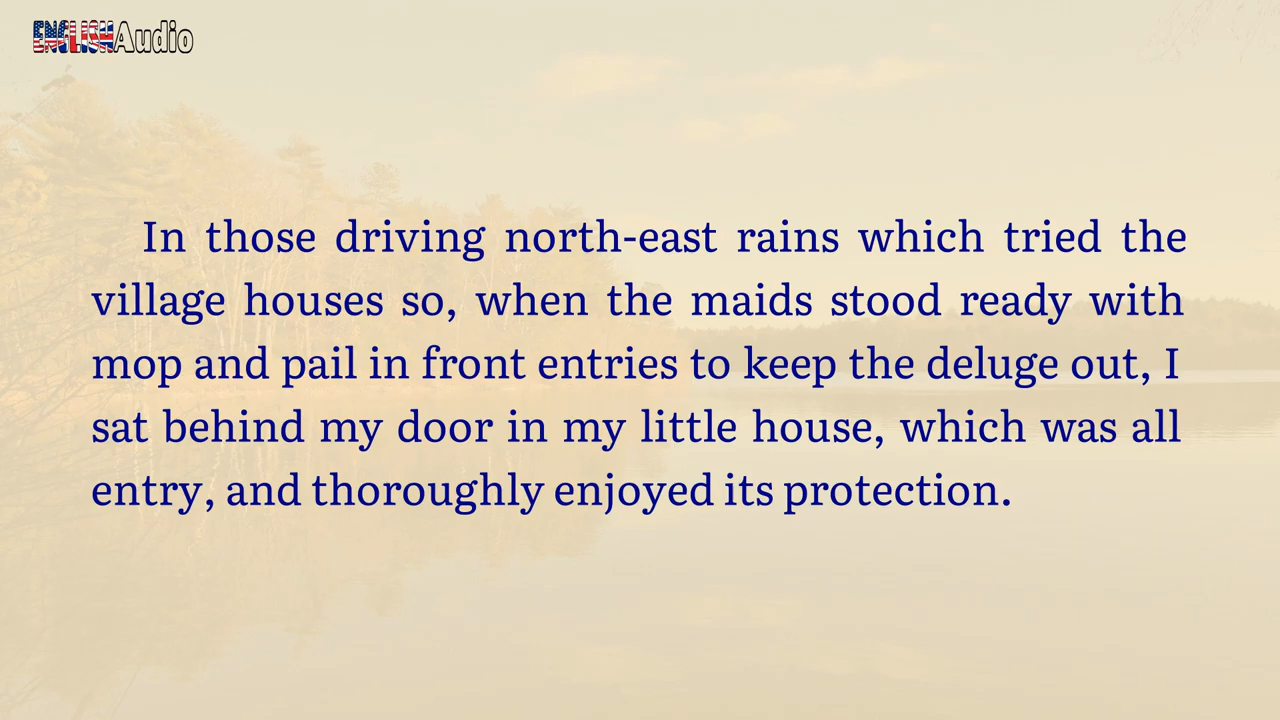 ENGLISHAudio
In those driving north-east rains which tried the
village houses so, when the maids stood ready with
mop and pail in front entries to keep the deluge out, I
sat behind my door in my little house, which was all
entry, and thoroughly enjoyed its protection.